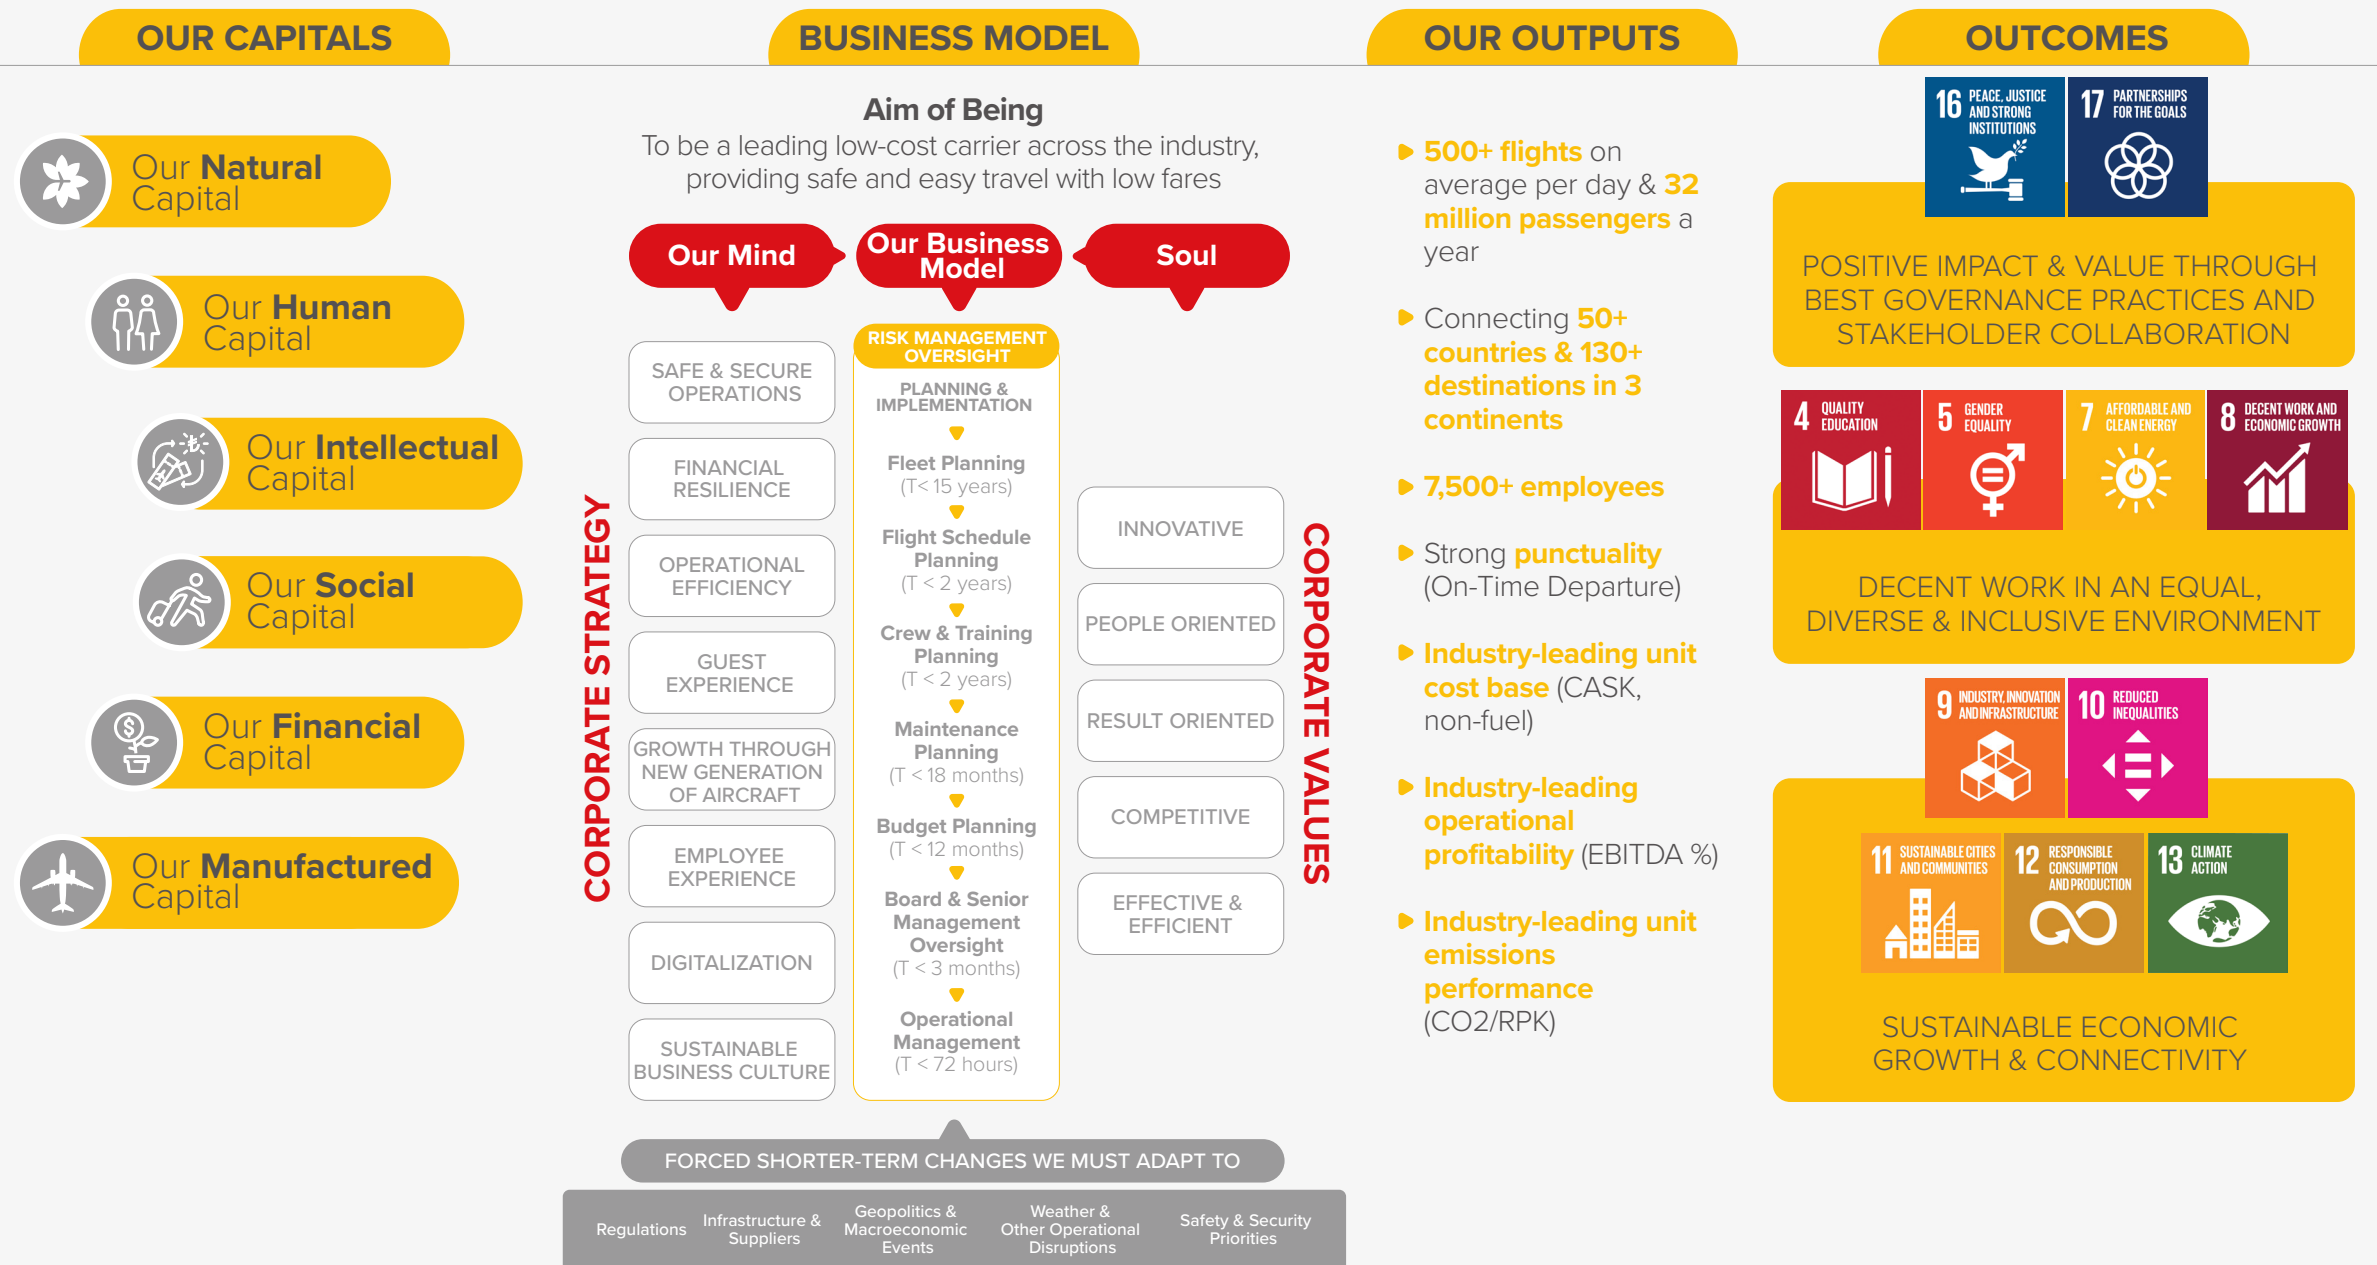 OUR CAPITALS
BUSINESS MODEL
OUR OUTPUTS
OUTCOMES
Our Natural
Capital
Our Human
Capital
Our Intellectual
Capital
Our Social
Capital
Our Financial
Capital
Our Manufactured
Capital
Aim of Being
To be a leading low-cost carrier across the industry,
providing safe and easy travel with low fares
Our Mind
Our Business
Model
Soul
CORPORATE STRATEGY
SAFE & SECURE
OPERATIONS
FINANCIAL
RESILIENCE
OPERATIONAL
EFFICIENCY
GUEST
EXPERIENCE
GROWTH THROUGH
NEW GENERATION
OF AIRCRAFT
EMPLOYEE
EXPERIENCE
DIGITALIZATION
SUSTAINABLE
BUSINESS CULTURE
RISK MANAGEMENT
OVERSIGHT
PLANNING &
IMPLEMENTATION
Fleet Planning
(T< 15 years)
Flight Schedule
Planning
(T < 2 years)
Crew & Training
Planning
(T < 2 years)
Maintenance
Planning
(T < 18 months)
Budget Planning
(T < 12 months)
Board & Senior
Management
Oversight
(T < 3 months)
Operational
Management
(T < 72 hours)
INNOVATIVE
PEOPLE ORIENTED
RESULT ORIENTED
COMPETITIVE
EFFECTIVE &
EFFICIENT
CORPORATE VALUES
FORCED SHORTER-TERM CHANGES WE MUST ADAPT TO
Regulations
Infrastructure &
Suppliers
Geopolitics &
Macroeconomic
Events
Weather &
Other Operational
Disruptions
Safety & Security
Priorities
500+ flights on
average per day & 32
million passengers a
year
Connecting 50+
countries & 130+
destinations in 3
continents
7,500+ employees
Strong punctuality
(On-Time Departure)
Industry-leading unit
cost base (CASK,
non-fuel)
Industry-leading
operational
profitability (EBITDA %)
Industry-leading unit
emissions
performance
(CO2/RPK)
16 PEACE, JUSTICE
AND STRONG
INSTITUTIONS
17 PARTNERSHIPS
FOR THE GOALS
POSITIVE IMPACT & VALUE THROUGH
BEST GOVERNANCE PRACTICES AND
STAKEHOLDER COLLABORATION
4 QUALITY
EDUCATION
5 GENDER
EQUALITY
7 AFFORDABLE AND
CLEAN ENERGY
8 DECENT WORK AND
ECONOMIC GROWTH
DECENT WORK IN AN EQUAL,
DIVERSE & INCLUSIVE ENVIRONMENT
9 INDUSTRY, INNOVATION
AND INFRASTRUCTURE
10 REDUCED
INEQUALITIES
11 SUSTAINABLE CITIES
AND COMMUNITIES
12 RESPONSIBLE
CONSUMPTION
AND PRODUCTION
13 CLIMATE
ACTION
SUSTAINABLE ECONOMIC
GROWTH & CONNECTIVITY